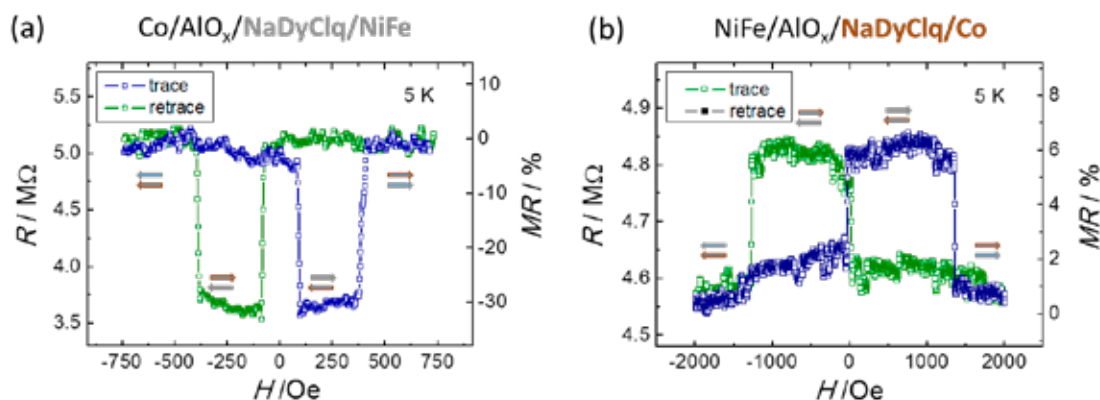 (a) Co/AlOx/NaDyClq/NiFe
trace
retrace
5 K
5.5
5.0
4.5
4.0
3.5
R / MΩ
10
0
-10
-20
-30
MR / %
-750 -500 -250 0 250 500 750
H /Oe
(b) NiFe/AlOx/NaDyClq/Co
trace
retrace
5 K
4.9
4.8
4.7
4.6
4.5
R / MΩ
8
6
4
2
0
MR / %
-2000 -1000 0 1000 2000
H /Oe